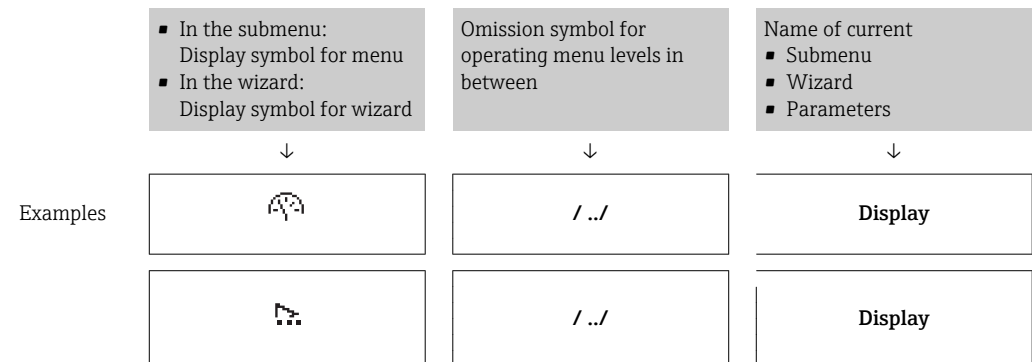 ▪ In the submenu:
Display symbol for menu
▪ In the wizard:
Display symbol for wizard
Omission symbol for
operating menu levels in
between
Name of current
▪ Submenu
▪ Wizard
▪ Parameters
↓ ↓ ↓
Examples / ../ Display
/ ../ Display